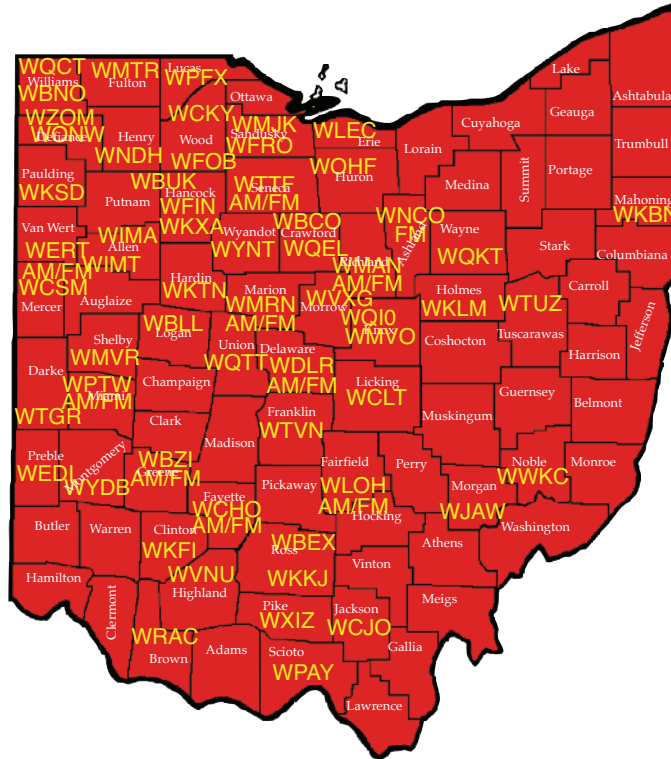 Lucas
WQCT
WMTR
WPFX
Williams
Fulton
Lake
WBNO
Ottawa
Ashtabula
Geauga
WZOM
WCKY
WMJK
WLEC
Cuyahoga
Defiance
Henry
Wood
Sandusky
Erie
Lorain
Trumbull
WNDH
WFOB
WFRO
WOHF
Paulding
WBUK
WTTF
Huron
Medina
Summit
Portage
WKSD
Putnam
Hancock
Seneca
Mahoning
WFIN
AM/FM
WNCO
WKBN
Van Wert
WKXA
WBCO
FM
Wayne
WIMA
Wyandot
Crawford
Ashland
Stark
WERT
Allen
WYNT
WQEL
Richland
WQKT
Columbiana
AM/FM
WIMT
WMAN
WCSM
Hardin
Marion
AM/FM
Holmes
Carroll
Mercer
Auglaize
WKTN
WMRN
WVXG
WKLM
WTUZ
Morrow
AM/FM
WQI0
Jefferson
WBLL
Knox
Shelby
Logan
Union
Delaware
WMVO
Coshocton
Tuscarawas
WMVR
WQTT
WDLR
Harrison
Darke
WPTW
Champaign
AM/FM
Licking
Miami
AM/FM
WCLT
Guernsey
Belmont
WTGR
Clark
Franklin
Muskingum
WTVN
Madison
Preble
Montgomery
WBZI
Fairfield
Perry
Noble
Monroe
WEDI
Greene
AM/FM
Pickaway
WLOH
Morgan
WWKC
WYDB
Fayette
AM/FM
WCHO
Hocking
WJAW
Butler
Warren
Clinton
AM/FM
Washington
WBEX
Athens
WKFI
Ross
Vinton
WVNU
WKKJ
Hamilton
Highland
Clermont
Pike
Jackson
Meigs
WXIZ
WCJO
WRAC
Gallia
Brown
Adams
Scioto
WPAY
Lawrence